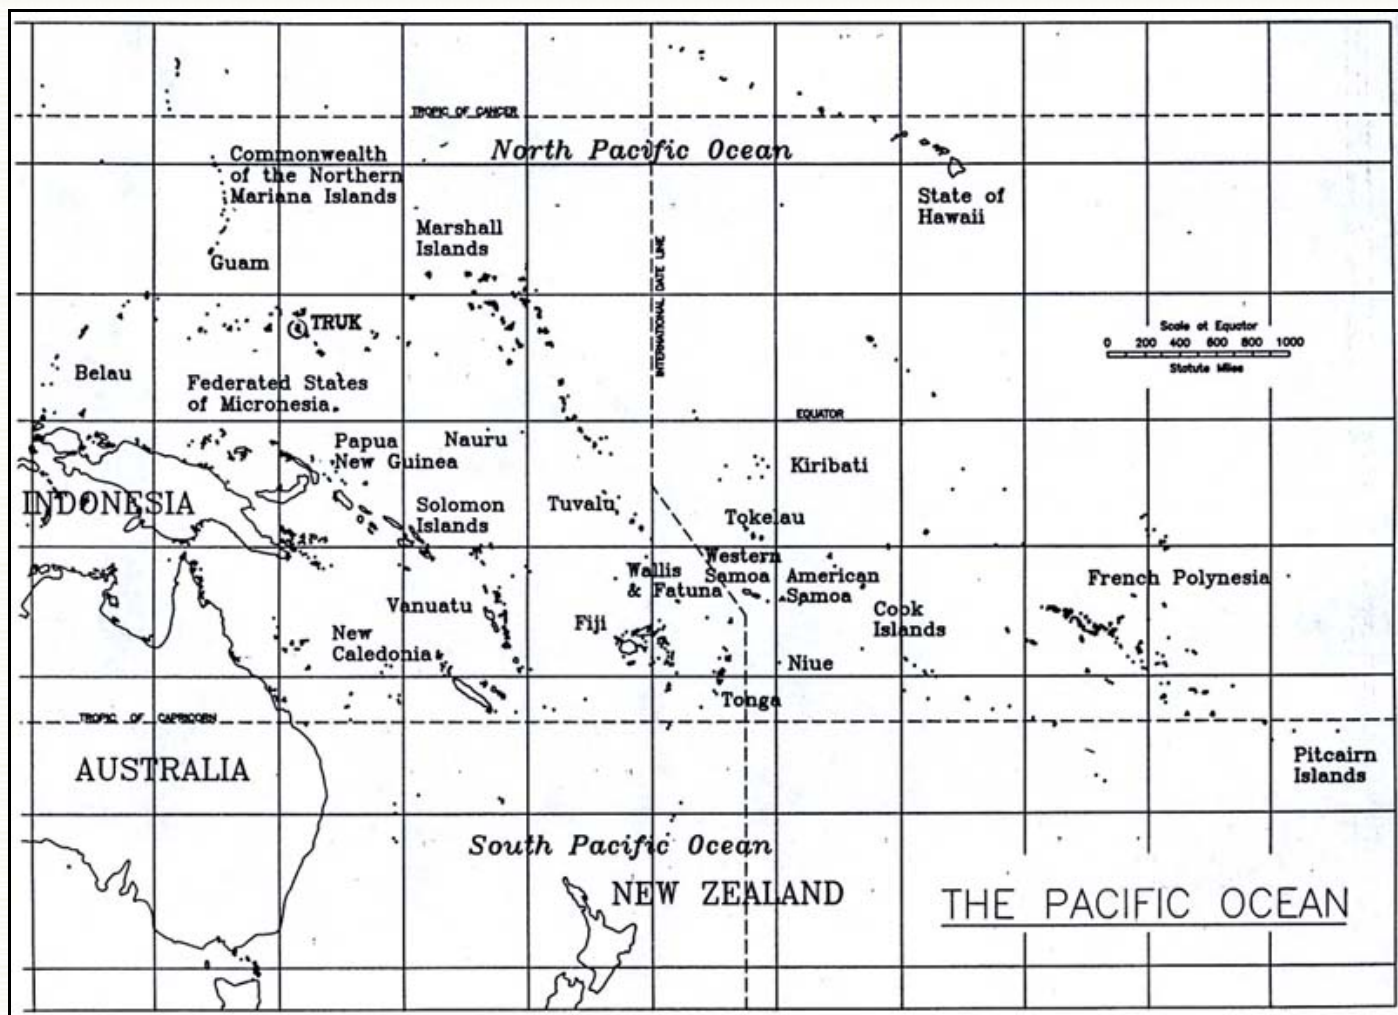 TROPIC OF CANCER
North Pacific Ocean
Commonwealth
of the Northern
Mariana Islands
State of
Hawaii
Marshall
Islands
Guam
INTERNATIONAL DATE LINE
TRUK
Scale at Equator
0 200 400 600 800 1000
Statute Miles
Belau
Federated States
of Micronesia
EQUATOR
Papua
New Guinea
Nauru
Kiribati
INDONESIA
Solomon
Islands
Tuvalu
Tokelau
Western
Samoa
Wallis
& Fatuna
American
Samoa
French Polynesia
Vanuatu
Fiji
Cook
Islands
New
Caledonia
Niue
Tonga
TROPIC OF CAPRICORN
AUSTRALIA
Pitcairn
Islands
South Pacific Ocean
NEW ZEALAND
THE PACIFIC OCEAN